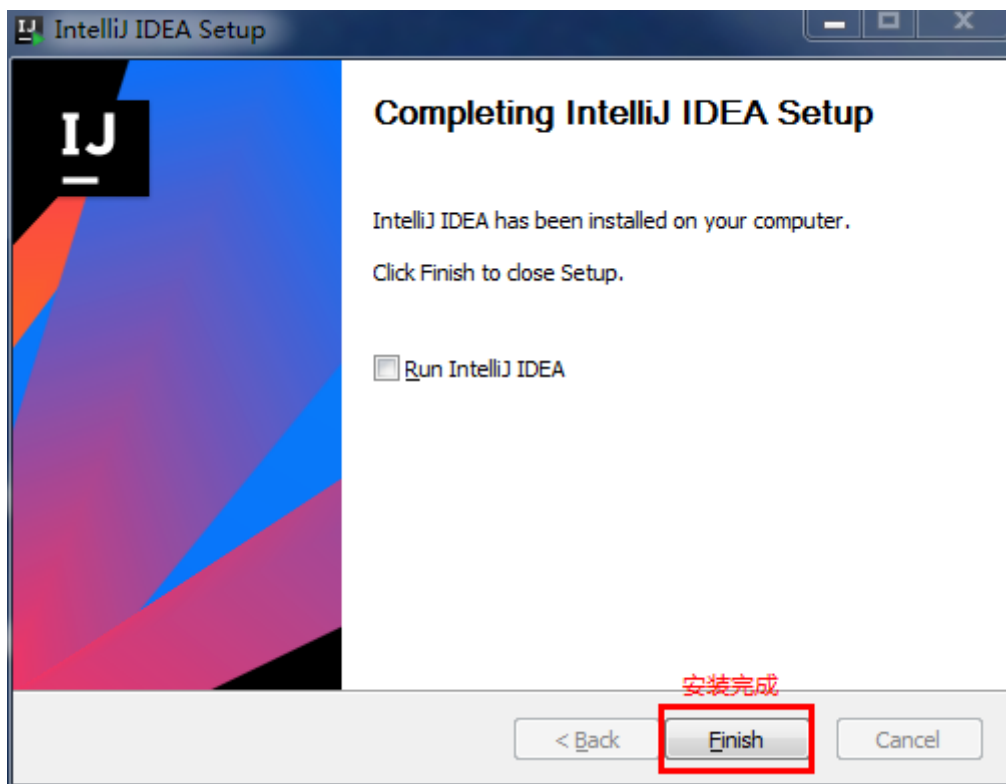 IntelliJ IDEA Setup
IJ
Completing IntelliJ IDEA Setup
IntelliJ IDEA has been installed on your computer.
Click Finish to close Setup.
Run IntelliJ IDEA
安装完成
< Back Finish Cancel